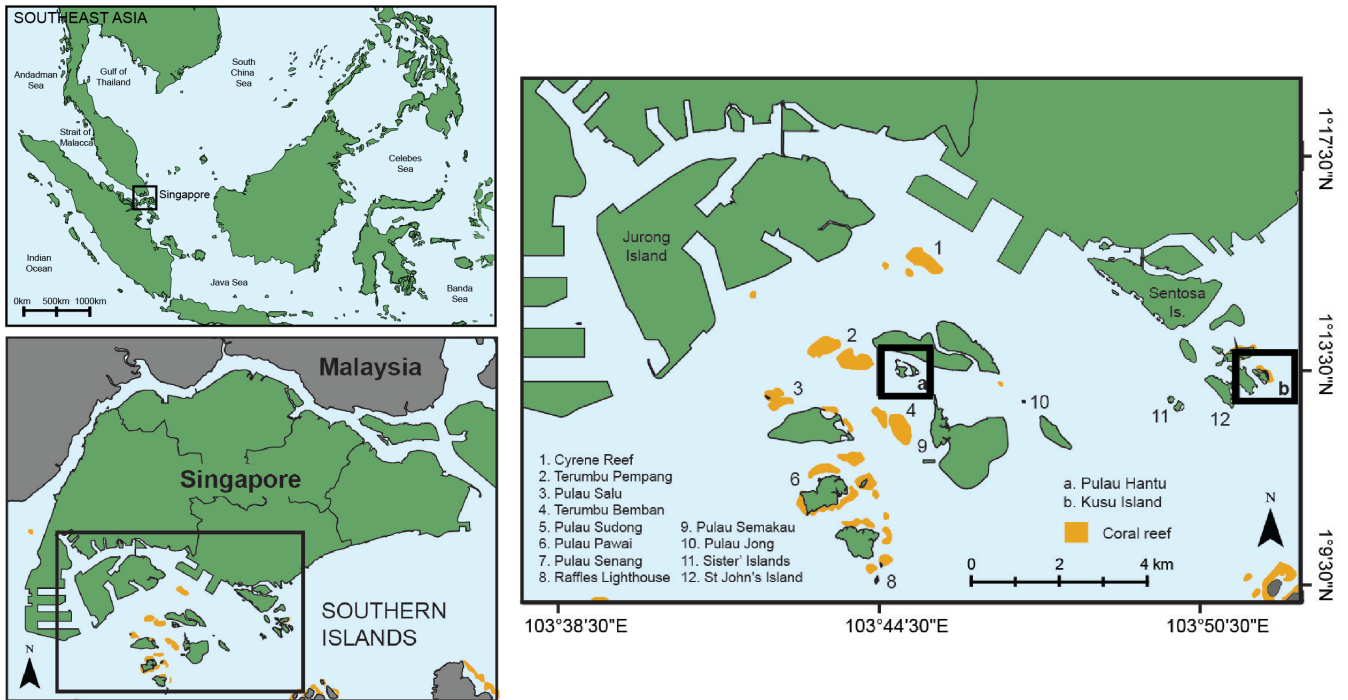 SOUTHEAST ASIA
Andadman
Sea
Gulf of
Thailand
South
China
Sea
Strait of
Malacca
Celebes
Sea
Singapore
Indian
Ocean
Java Sea
Banda
Sea
0km 500km 1000km
Malaysia
Singapore
SOUTHERN
ISLANDS
N
Jurong
Island
1
Sentosa
Is.
2
a
b
3
4
10
11
12
9
6
8
1. Cyrene Reef
2. Terumbu Pempang
3. Pulau Salu
4. Terumbu Bemban
5. Pulau Sudong
6. Pulau Pawai
7. Pulau Senang
8. Raffles Lighthouse
9. Pulau Semakau
10. Pulau Jong
11. Sister' Islands
12. St John's Island
a. Pulau Hantu
b. Kusu Island
Coral reef
N
0 2 4 km
1°17'30"N
1°13'30"N
1°9'30"N
103°38'30"E 103°44'30"E 103°50'30"E